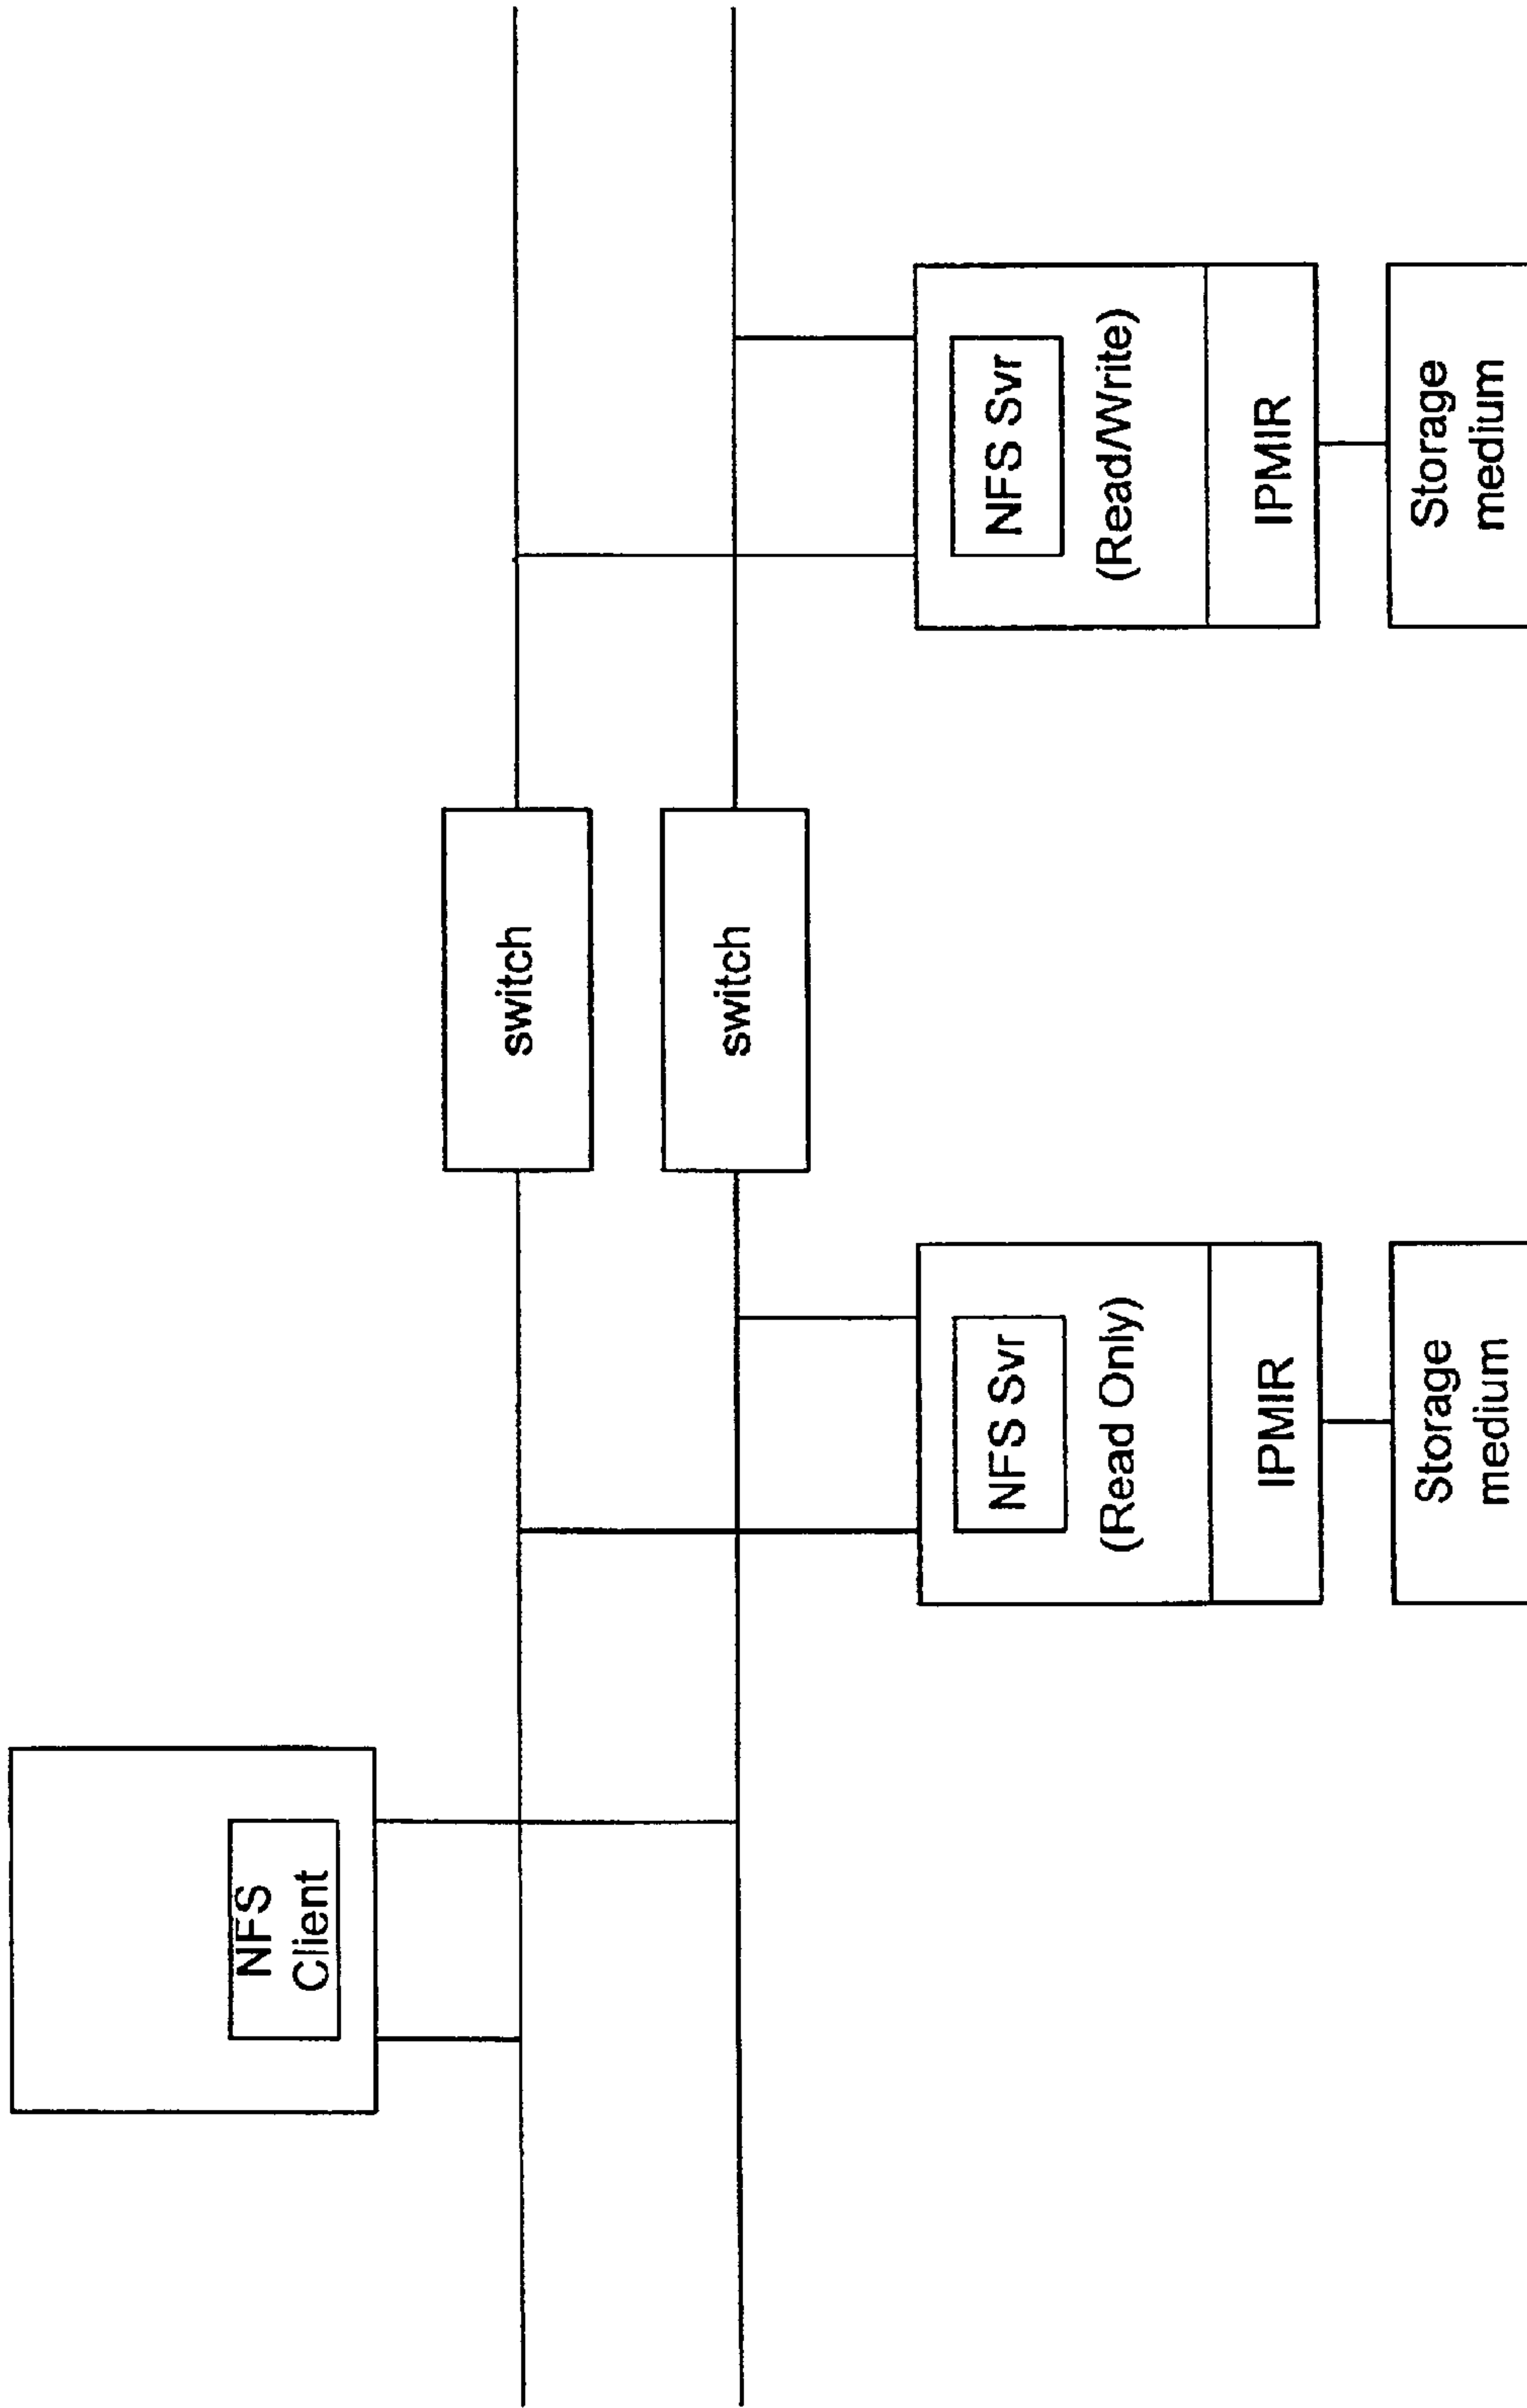 NFS
Client
switch
switch
NFS Svr
(Read Only)
IPMIR
Storage
medium
NFS Svr
(Read/Write)
IPMIR
Storage
medium